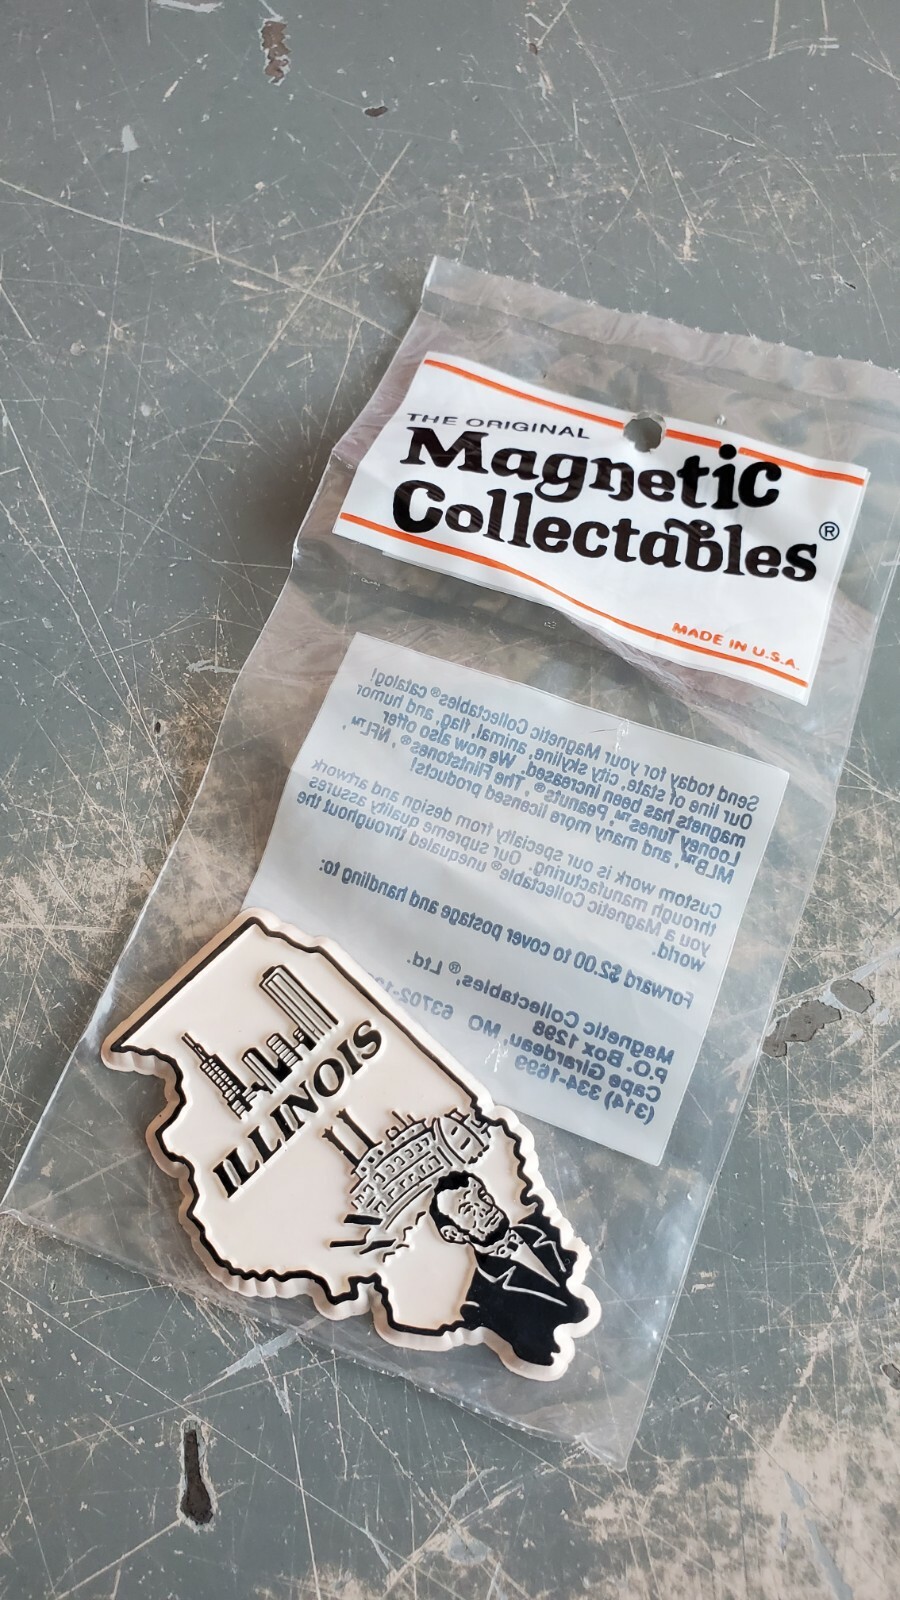 THE ORIGINAL
Magnetic
Collectables®
MADE IN U.S.A.
Send today for your Magnetic Collectables® catalog!
Our line of state, city skyline, animal, flag, and humor
magnets has been increased. We now also offer
Looney Tunes™, Peanuts®, The Flintstones®, NFL™,
MLB™, and many more licensed products!
Custom work is our specialty from design and artwork
through manufacturing. Our supreme quality assures
you a Magnetic Collectable® unequaled throughout the
world.
Forward $2.00 to cover postage and handling to:
Magnetic Collectables®, Ltd.
P.O. Box 1298
Cape Girardeau, MO 63702-
(314) 334-1699
ILLINOIS